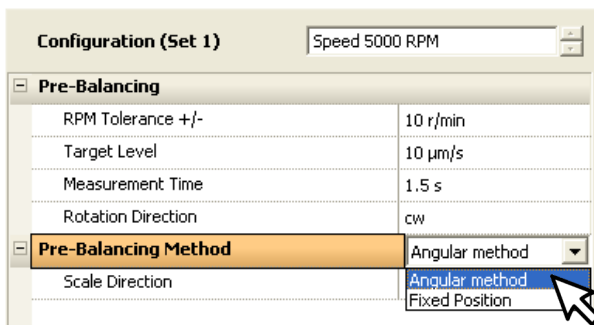 Configuration (Set 1) Speed 5000 RPM
Pre-Balancing
RPM Tolerance +/- 10 r/min
Target Level 10 µm/s
Measurement Time 1.5 s
Rotation Direction cw
Pre-Balancing Method Angular method
Scale Direction Angular method
Fixed Position